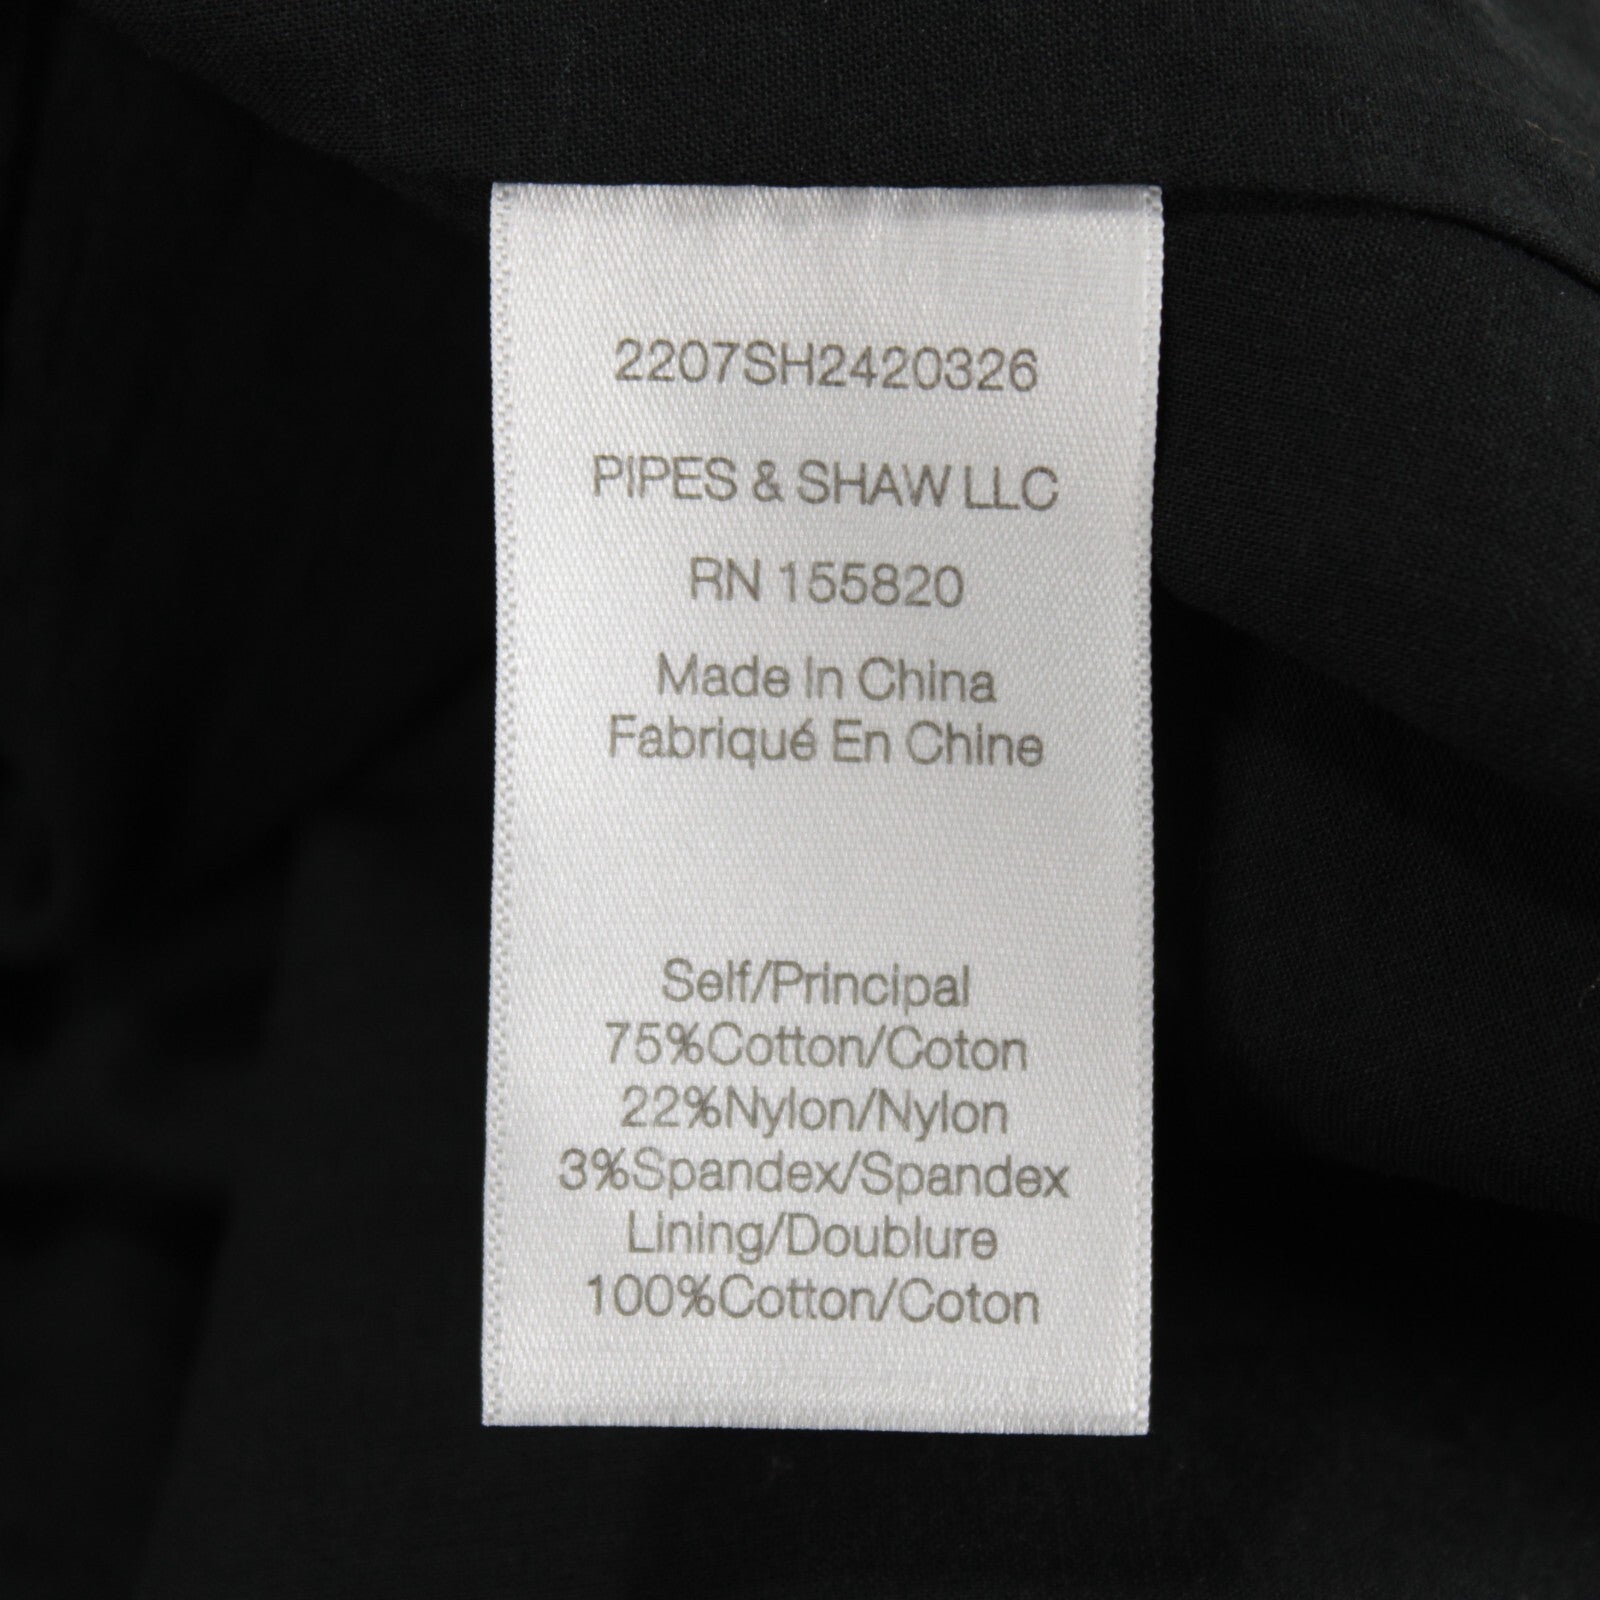 2207SH2420326
PIPES & SHAW LLC
RN 155820
Made In China
Fabriqué En Chine
Self/Principal
75%Cotton/Coton
22%Nylon/Nylon
3%Spandex/Spandex
Lining/Doublure
100%Cotton/Coton